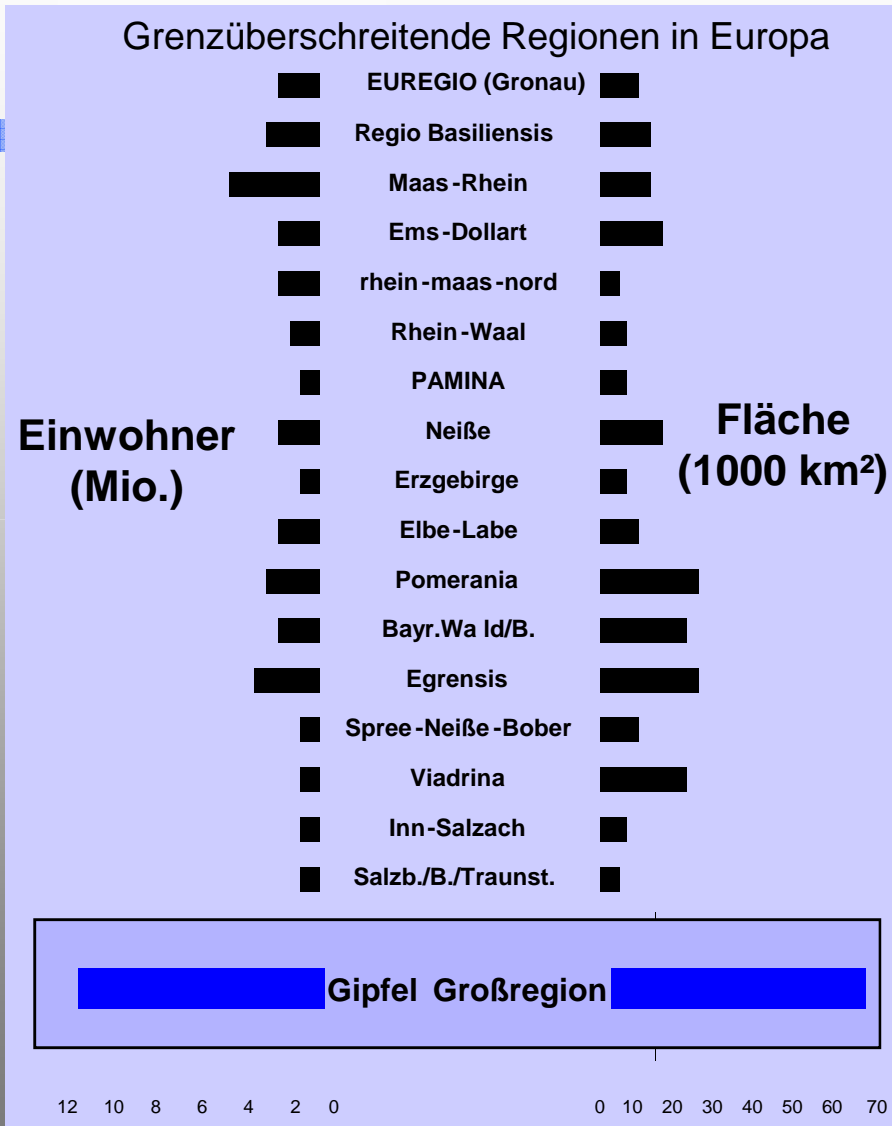 Grenzüberschreitende Regionen in Europa
EUREGIO (Gronau)
Regio Basiliensis
Maas-Rhein
Ems-Dollart
rhein-maas-nord
Rhein-Waal
PAMINA
Einwohner
(Mio.)
Neiße
Fläche
(1000 km²)
Erzgebirge
Elbe-Labe
Pomerania
Bayr.Wa ld/B.
Egrensis
Spree-Neiße-Bober
Viadrina
Inn-Salzach
Salzb./B./Traunst.
Gipfel Großregion
12 10 8 6 4 2 0 0 10 20 30 40 50 60 70